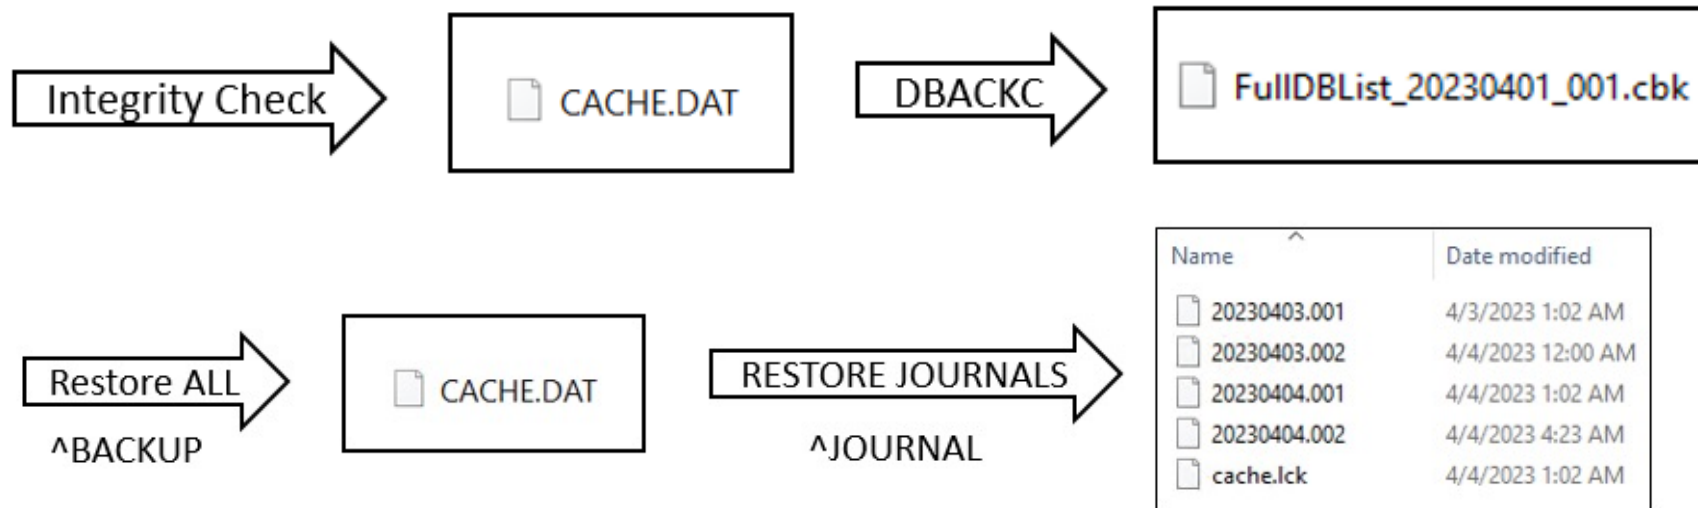 Integrity Check
CACHE.DAT
DBACKC
FullDBList_20230401_001.cbk
Restore ALL
^BACKUP
CACHE.DAT
RESTORE JOURNALS
^JOURNAL
Name Date modified
20230403.001 4/3/2023 1:02 AM
20230403.002 4/4/2023 12:00 AM
20230404.001 4/4/2023 1:02 AM
20230404.002 4/4/2023 4:23 AM
cache.lck 4/4/2023 1:02 AM